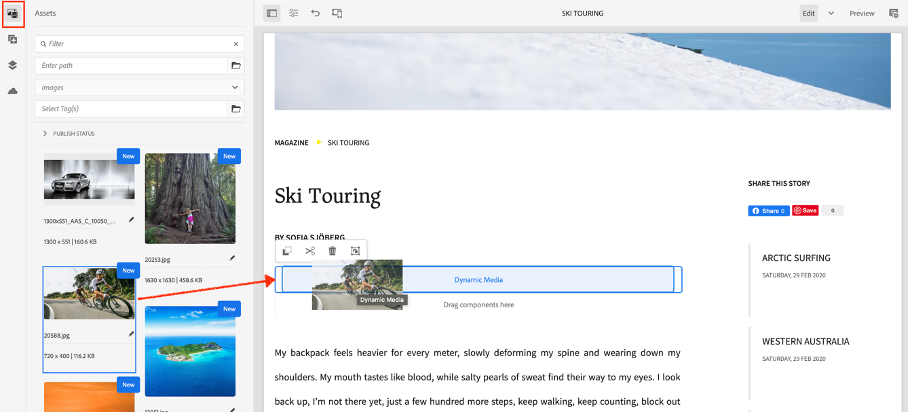 Assets
SKI TOURING
Edit
Preview
Filter
Enter path
Images
Select Tag(s)
PUBLISH STATUS
New
1300x551_AA5_C_10050_...
1300 x 551 | 160.6 KB
New
20253.jpg
1630 x 1630 | 458.6 KB
New
20588.jpg
720 x 400 | 116.2 KB
New
New
MAGAZINE SKI TOURING
Ski Touring
BY SOFIA SJÖBERG
Dynamic Media
Dynamic Media
Drag components here
My backpack feels heavier for every meter, slowly deforming my spine and wearing down my
shoulders. My mouth tastes like blood, while salty pearls of sweat find their way to my eyes. I look
back up, I'm not there yet, just a few hundred more steps, keep walking, keep counting, block out
SHARE THIS STORY
Share 0
Save
0
ARCTIC SURFING
SATURDAY, 29 FEB 2020
WESTERN AUSTRALIA
SATURDAY, 29 FEB 2020